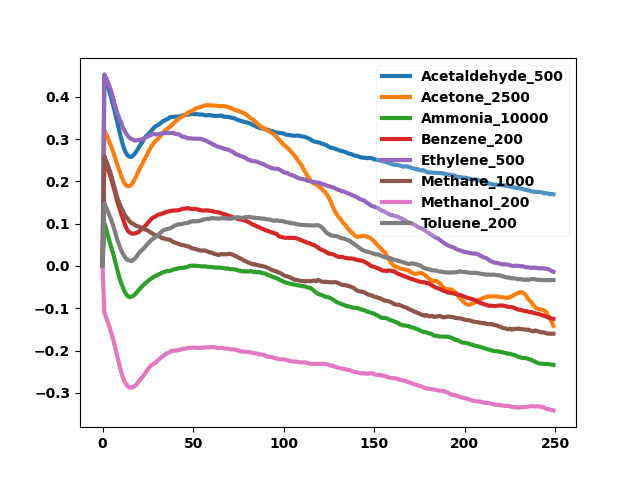 Acetaldehyde_500
Acetone_2500
Ammonia_10000
Benzene_200
Ethylene_500
Methane_1000
Methanol_200
Toluene_200
0.4
0.3
0.2
0.1
0.0
−0.1
−0.2
−0.3
0 50 100 150 200 250